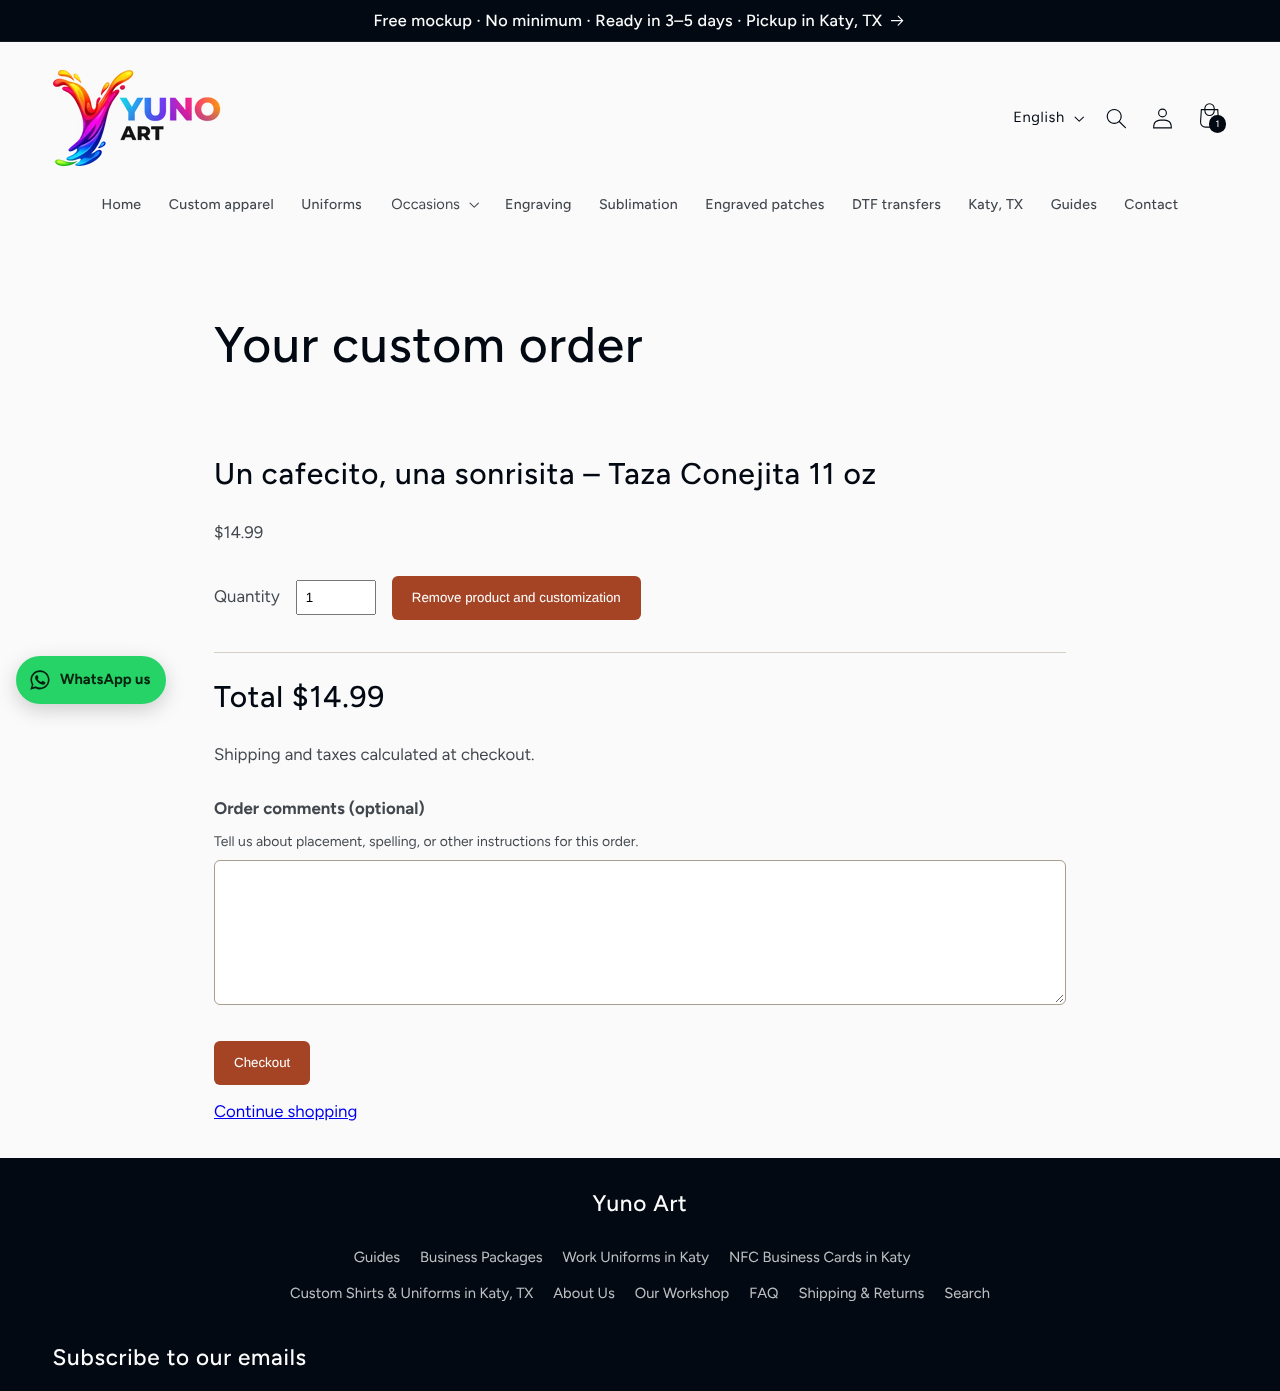 Free mockup · No minimum · Ready in 3–5 days · Pickup in Katy, TX →
YUNO
ART
English
1
Home Custom apparel Uniforms Occasions Engraving Sublimation Engraved patches DTF transfers Katy, TX Guides Contact
Your custom order
Un cafecito, una sonrisita – Taza Conejita 11 oz
$14.99
Quantity 1 Remove product and customization
WhatsApp us
Total $14.99
Shipping and taxes calculated at checkout.
Order comments (optional)
Tell us about placement, spelling, or other instructions for this order.
Checkout
Continue shopping
Yuno Art
Guides Business Packages Work Uniforms in Katy NFC Business Cards in Katy
Custom Shirts & Uniforms in Katy, TX About Us Our Workshop FAQ Shipping & Returns Search
Subscribe to our emails